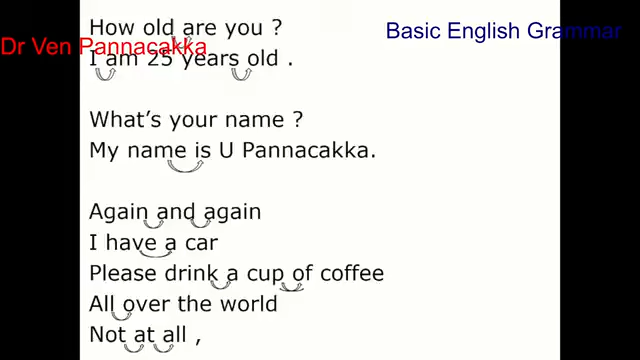 How old are you ?
Basic English Grammar
Dr Ven Pannacakka
I am 25 years old .
What's your name ?
My name is U Pannacakka.
Again and again
I have a car
Please drink a cup of coffee
All over the world
Not at all ,